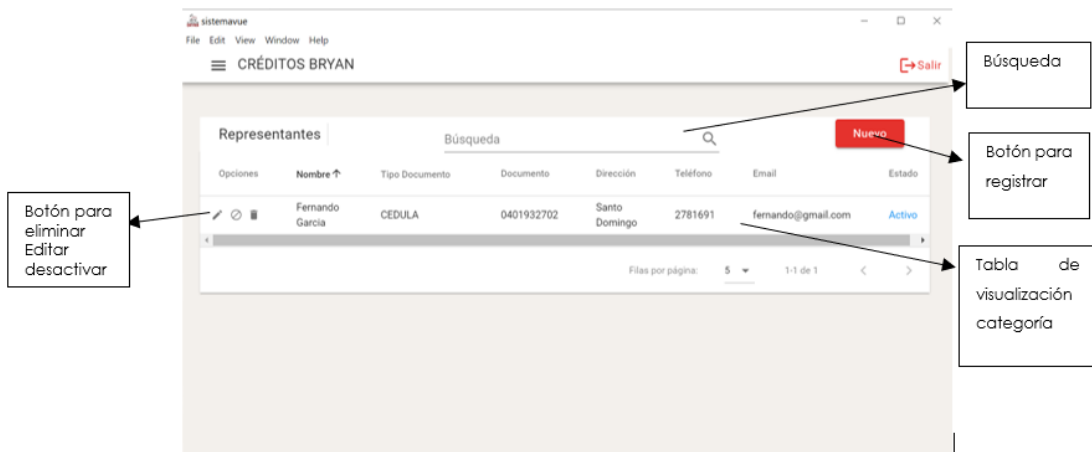 sistemavue
File Edit View Window Help
CRÉDITOS BRYAN
Salir
Búsqueda
Representantes
Búsqueda
Nuevo
Botón para
registrar
Opciones Nombre Tipo Documento Documento Dirección Teléfono Email Estado
Fernando
Garcia
CEDULA
0401932702
Santo
Domingo
2781691
fernando@gmail.com
Activo
Botón para
eliminar
Editar
desactivar
Filas por página: 5 1-1 de 1
Tabla de
visualización
categoría